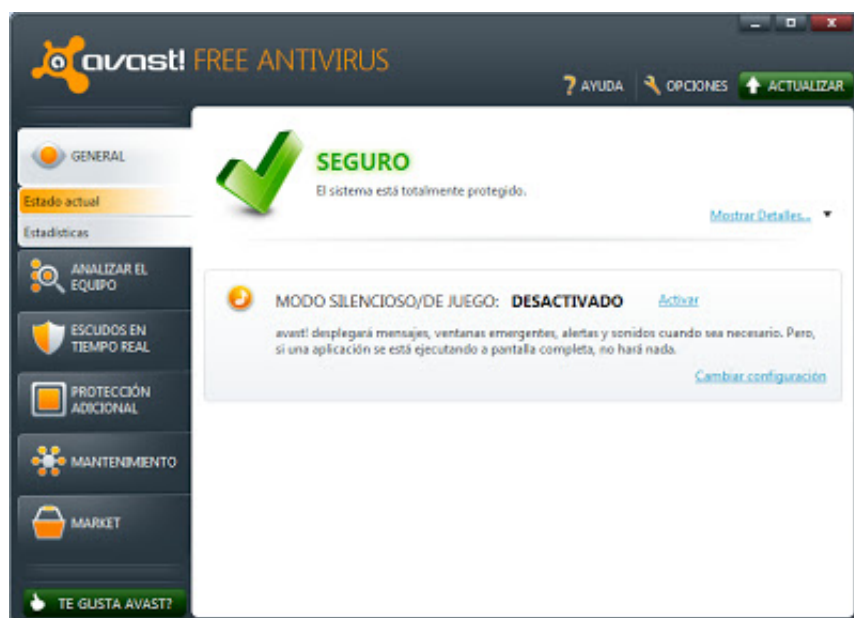 avast! FREE ANTIVIRUS
? AYUDA
OPCIONES
ACTUALIZAR
GENERAL
Estado actual
Estadísticas
ANALIZAR EL
EQUIPO
ESCUDOS EN
TIEMPO REAL
PROTECCIÓN
ADICIONAL
MANTENIMIENTO
MARKET
TE GUSTA AVAST?
SEGURO
El sistema está totalmente protegido.
Mostrar Detalles...
MODO SILENCIOSO/DE JUEGO: DESACTIVADO Activar
avast! desplegará mensajes, ventanas emergentes, alertas y sonidos cuando sea necesario. Pero,
si una aplicación se está ejecutando a pantalla completa, no hará nada.
Cambiar configuración